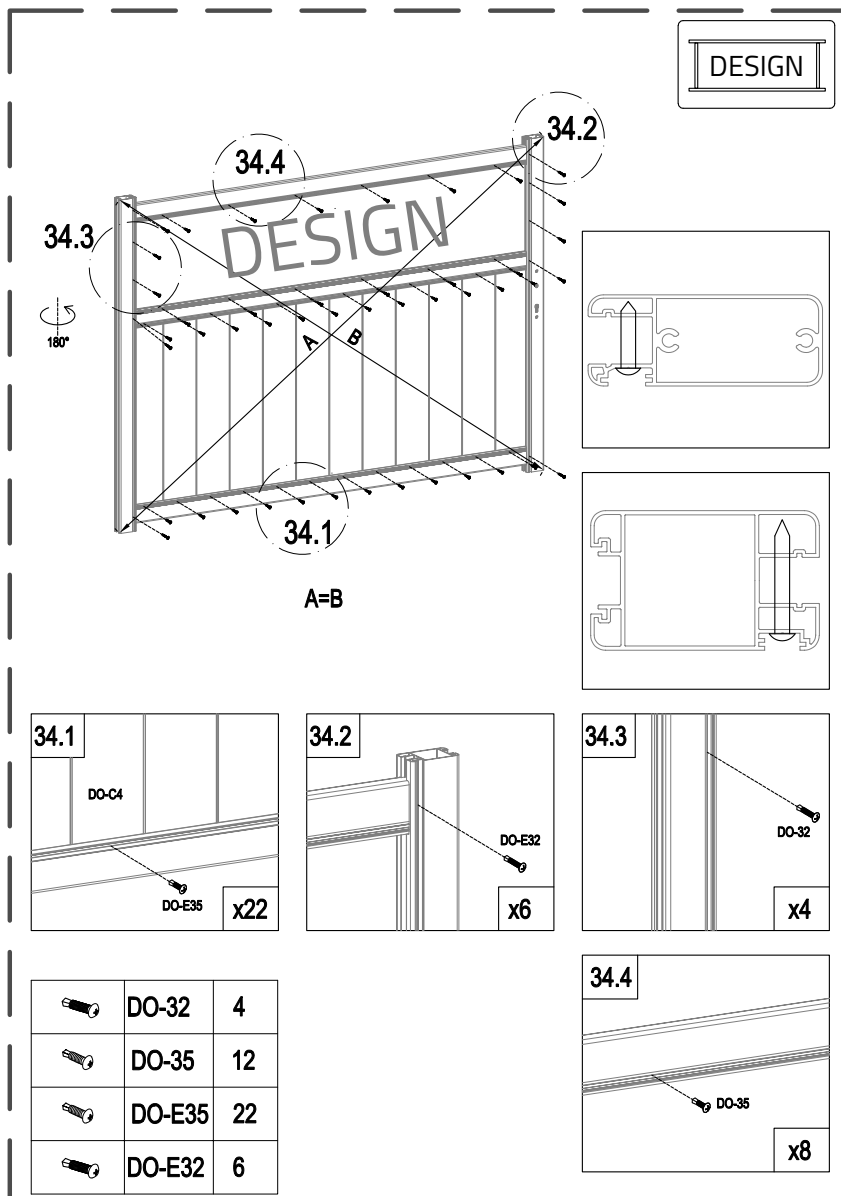 DESIGN
34.2
34.4
DESIGN
34.3
180°
A B
34.1
A=B
34.1
DO-C4
DO-E35
x22
34.2
DO-E32
x6
34.3
DO-32
x4
DO-32 4
DO-35 12
DO-E35 22
DO-E32 6
34.4
DO-35
x8